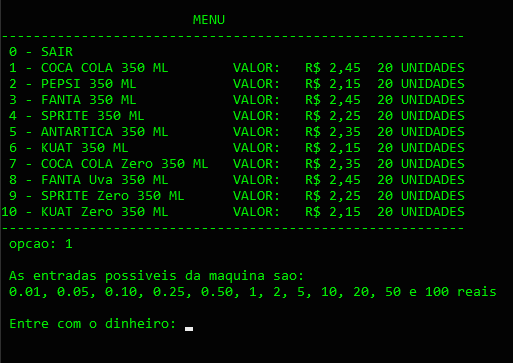 MENU
-----------------------------------------------------------
0 - SAIR
1 - COCA COLA 350 ML VALOR: R$ 2,45 20 UNIDADES
2 - PEPSI 350 ML VALOR: R$ 2,15 20 UNIDADES
3 - FANTA 350 ML VALOR: R$ 2,45 20 UNIDADES
4 - SPRITE 350 ML VALOR: R$ 2,25 20 UNIDADES
5 - ANTARTICA 350 ML VALOR: R$ 2,35 20 UNIDADES
6 - KUAT 350 ML VALOR: R$ 2,15 20 UNIDADES
7 - COCA COLA Zero 350 ML VALOR: R$ 2,35 20 UNIDADES
8 - FANTA Uva 350 ML VALOR: R$ 2,45 20 UNIDADES
9 - SPRITE Zero 350 ML VALOR: R$ 2,25 20 UNIDADES
10 - KUAT Zero 350 ML VALOR: R$ 2,15 20 UNIDADES
-----------------------------------------------------------
opcao: 1
As entradas possiveis da maquina sao:
0.01, 0.05, 0.10, 0.25, 0.50, 1, 2, 5, 10, 20, 50 e 100 reais
Entre com o dinheiro: